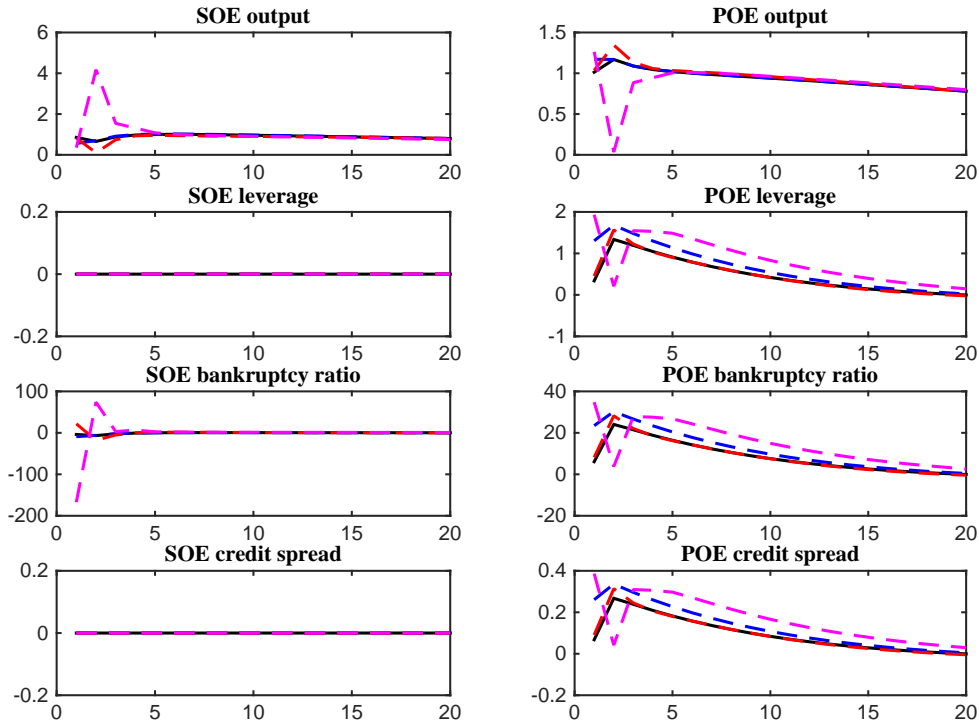 SOE output
6
4
2
0
0 5 10 15 20
POE output
1.5
1
0.5
0
0 5 10 15 20
SOE leverage
0.2
0
-0.2
0 5 10 15 20
POE leverage
2
1
0
-1
0 5 10 15 20
SOE bankruptcy ratio
100
0
-100
-200
0 5 10 15 20
POE bankruptcy ratio
40
20
0
-20
0 5 10 15 20
SOE credit spread
0.2
0
-0.2
0 5 10 15 20
POE credit spread
0.4
0.2
0
-0.2
0 5 10 15 20